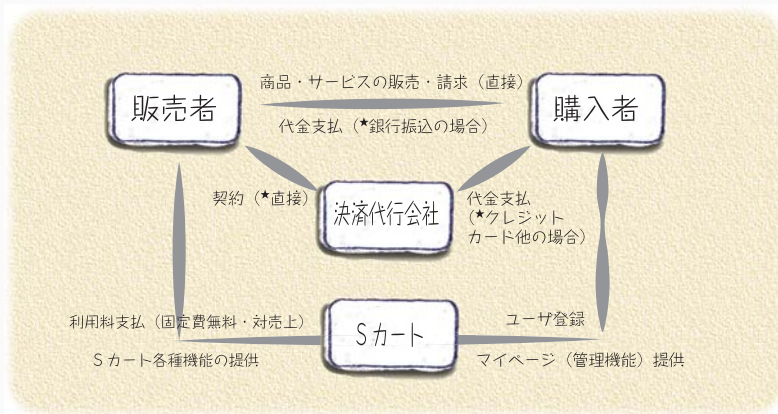 商品・サービスの販売・請求（直接）
販売者
購入者
代金支払（★銀行振込の場合）
契約（★直接）
決済代行会社
代金支払
（★クレジット
カード他の場合）
利用料支払（固定費無料・対売上）
Sカート
ユーザ登録
Sカート各種機能の提供
マイページ（管理機能）提供